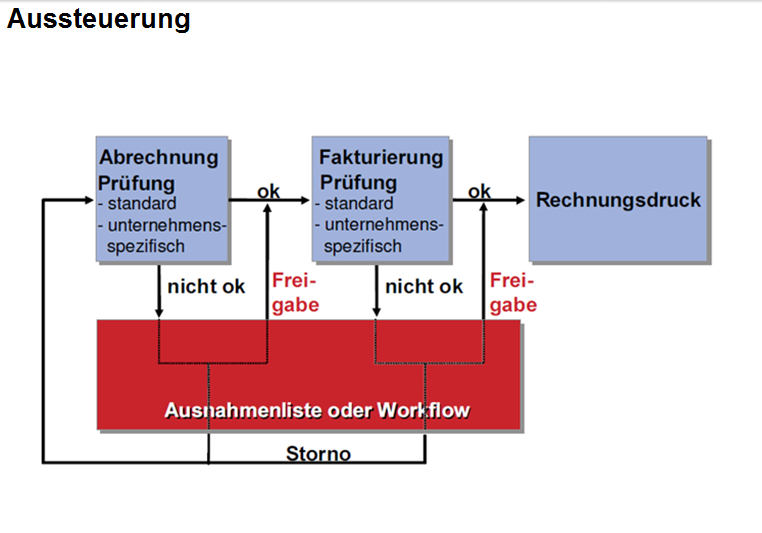 Aussteuerung
Abrechnung
Prüfung
- standard
- unternehmens-
spezifisch
ok
Fakturierung
Prüfung
- standard
- unternehmens-
spezifisch
ok
Rechnungsdruck
nicht ok
Frei-
gabe
nicht ok
Frei-
gabe
Ausnahmenliste oder Workflow
Storno